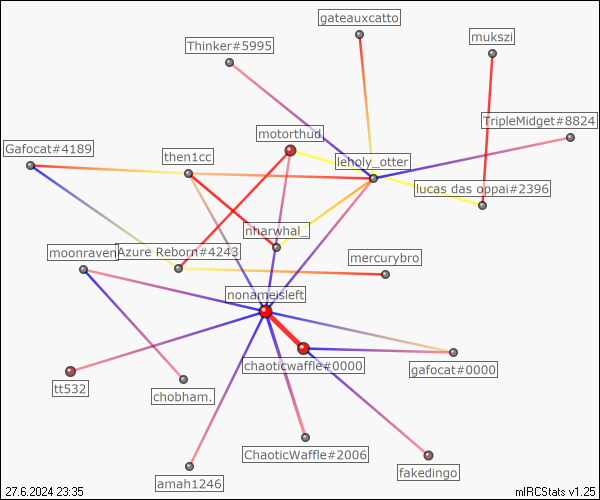 gateauxcatto
mukszi
Thinker#5995
TripleMidget#8824
motorthud
Gafocat#4189
then1cc
leholy_otter
lucas das oppai#2396
nharwhal_
moonraven
Azure Reborn#4243
mercurybro
nonameisleft
chaoticwaffle#0000
gafocat#0000
tt532
chobham.
ChaoticWaffle#2006
fakedingo
amah1246
27.6.2024 23:35
mIRCStats v1.25